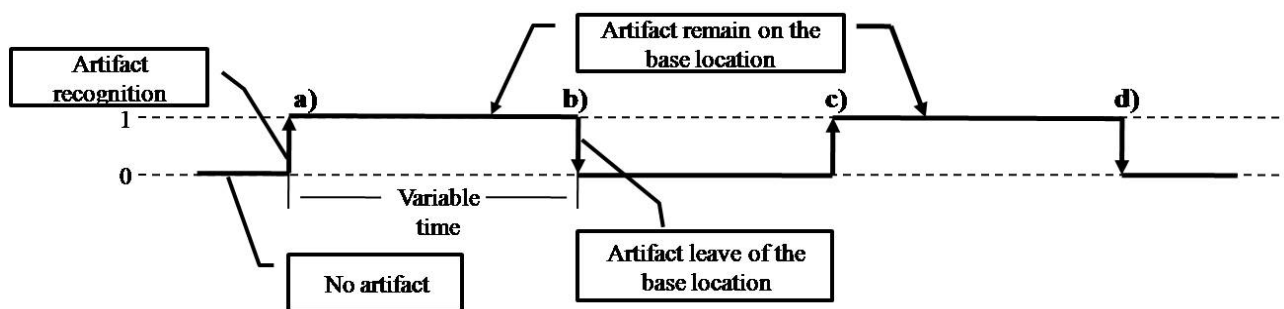 Artifact remain on the
base location
Artifact
recognition
a)
b)
c)
d)
1
0
Variable
time
Artifact leave of the
base location
No artifact